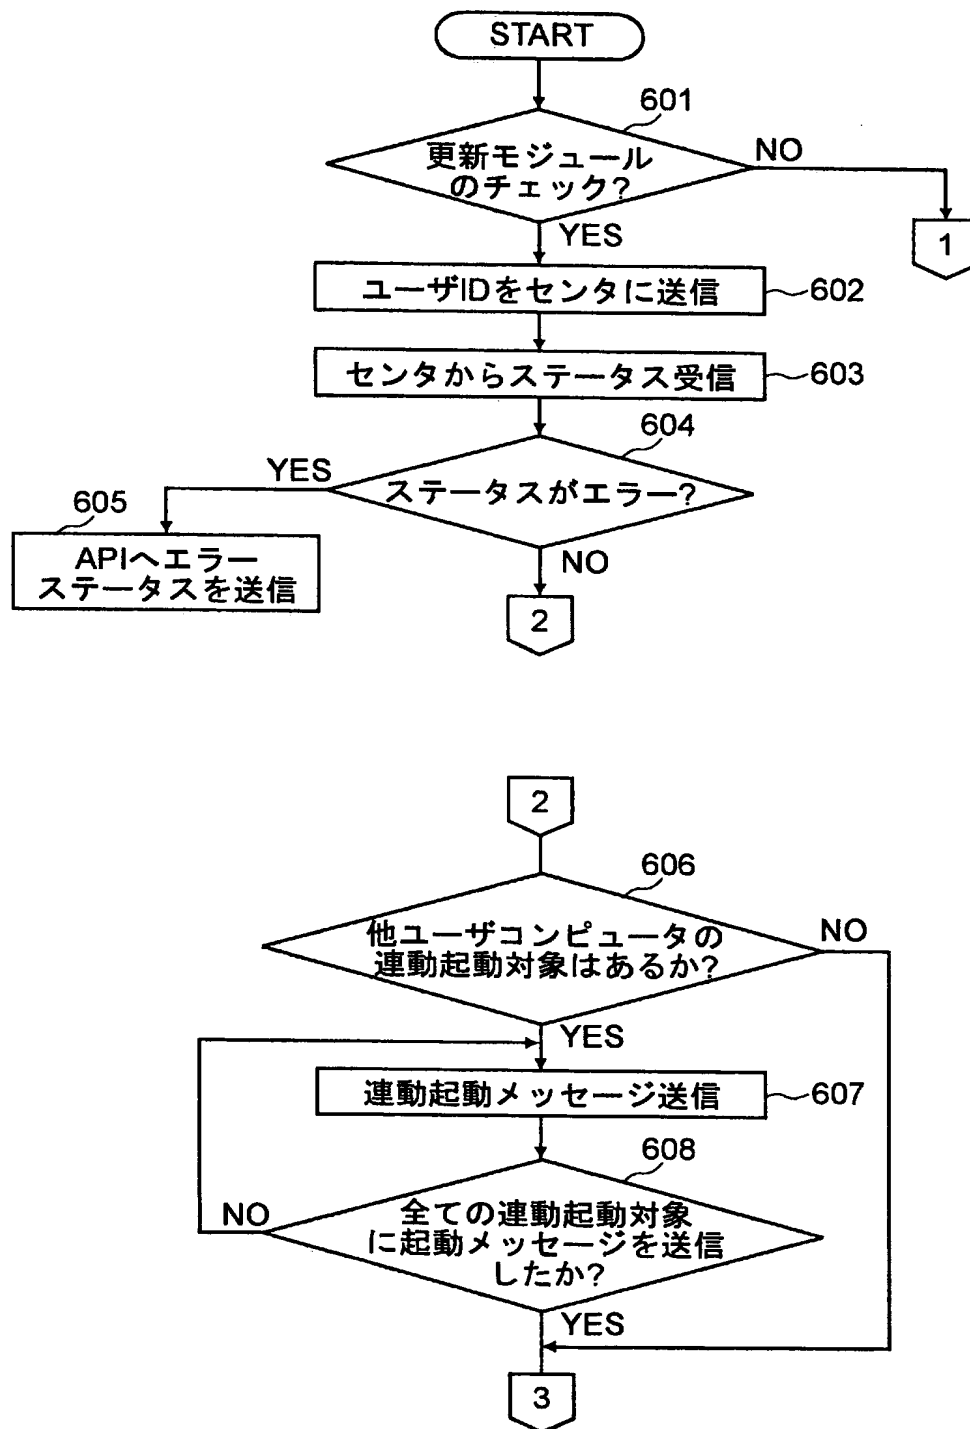 START
601
更新モジュール
のチェック?
NO
1
YES
ユーザIDをセンタに送信
602
センタからステータス受信
603
604
YES
ステータスがエラー?
605
APIへエラー
ステータスを送信
NO
2
2
606
他ユーザコンピュータの
連動起動対象はあるか?
NO
YES
連動起動メッセージ送信
607
608
NO
全ての連動起動対象
に起動メッセージを送信
したか?
YES
3